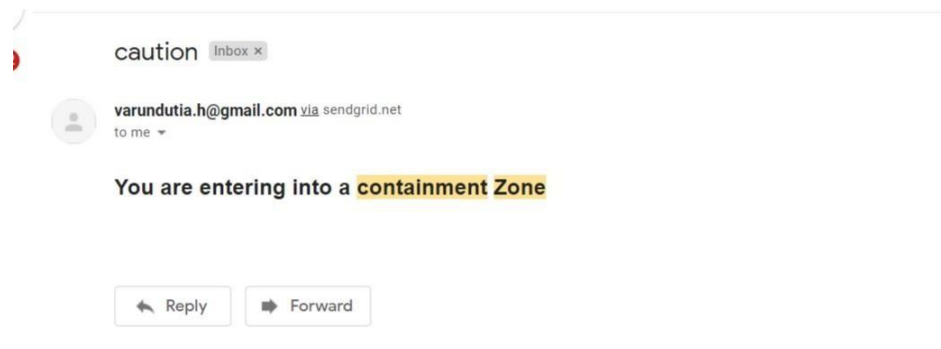 caution Inbox ×
varundutia.h@gmail.com via sendgrid.net
to me
You are entering into a containment Zone
Reply Forward